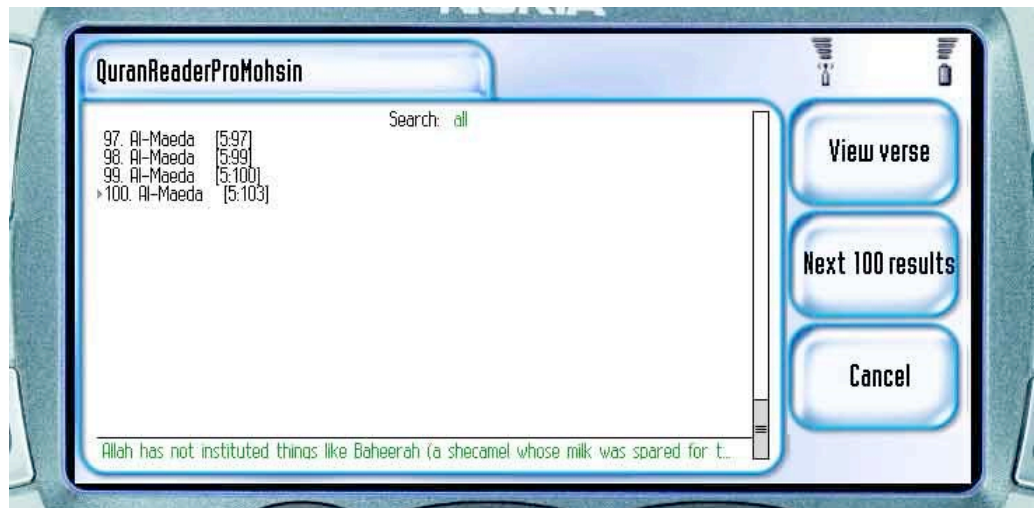 NOKIA
QuranReaderProMohsin
Search: all
97. Al-Maeda [5:97]
98. Al-Maeda [5:99]
99. Al-Maeda [5:100]
100. Al-Maeda [5:103]
Allah has not instituted things like Baheerah (a shecamel whose milk was spared for t...
View verse
Next 100 results
Cancel